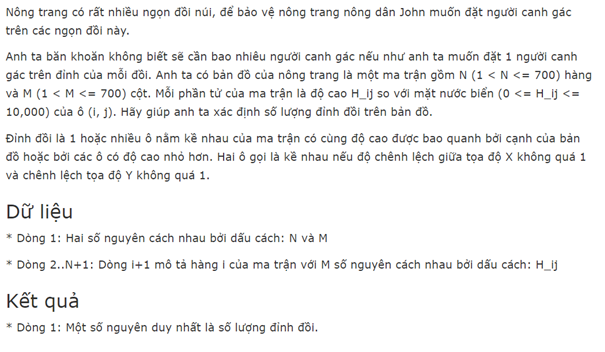 Nông trang có rất nhiều ngọn đồi núi, để bảo vệ nông trang nông dân John muốn đặt người canh gác
trên các ngọn đồi này.
Anh ta băn khoăn không biết sẽ cần bao nhiêu người canh gác nếu như anh ta muốn đặt 1 người canh
gác trên đỉnh của mỗi đồi. Anh ta có bản đồ của nông trang là một ma trận gồm N (1 < N <= 700) hàng
và M (1 < M <= 700) cột. Mỗi phần tử của ma trận là độ cao H_ij so với mặt nước biển (0 <= H_ij <=
10,000) của ô (i, j). Hãy giúp anh ta xác định số lượng đỉnh đồi trên bản đồ.
Đỉnh đồi là 1 hoặc nhiều ô nằm kề nhau của ma trận có cùng độ cao được bao quanh bởi cạnh của bản
đồ hoặc bởi các ô có độ cao nhỏ hơn. Hai ô gọi là kề nhau nếu độ chênh lệch giữa tọa độ X không quá 1
và chênh lệch tọa độ Y không quá 1.
Dữ liệu
* Dòng 1: Hai số nguyên cách nhau bởi dấu cách: N và M
* Dòng 2..N+1: Dòng i+1 mô tả hàng i của ma trận với M số nguyên cách nhau bởi dấu cách: H_ij
Kết quả
* Dòng 1: Một số nguyên duy nhất là số lượng đỉnh đồi.